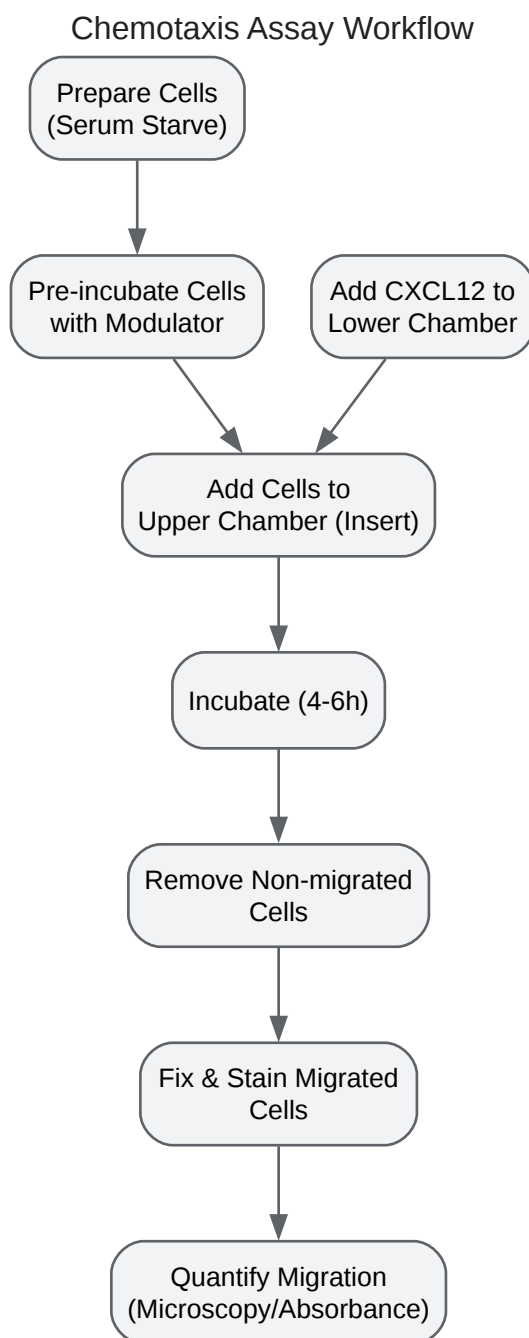 Chemotaxis Assay Workflow
Prepare Cells
(Serum Starve)
Pre-incubate Cells
with Modulator
Add CXCL12 to
Lower Chamber
Add Cells to
Upper Chamber (Insert)
Incubate (4-6h)
Remove Non-migrated
Cells
Fix & Stain Migrated
Cells
Quantify Migration
(Microscopy/Absorbance)